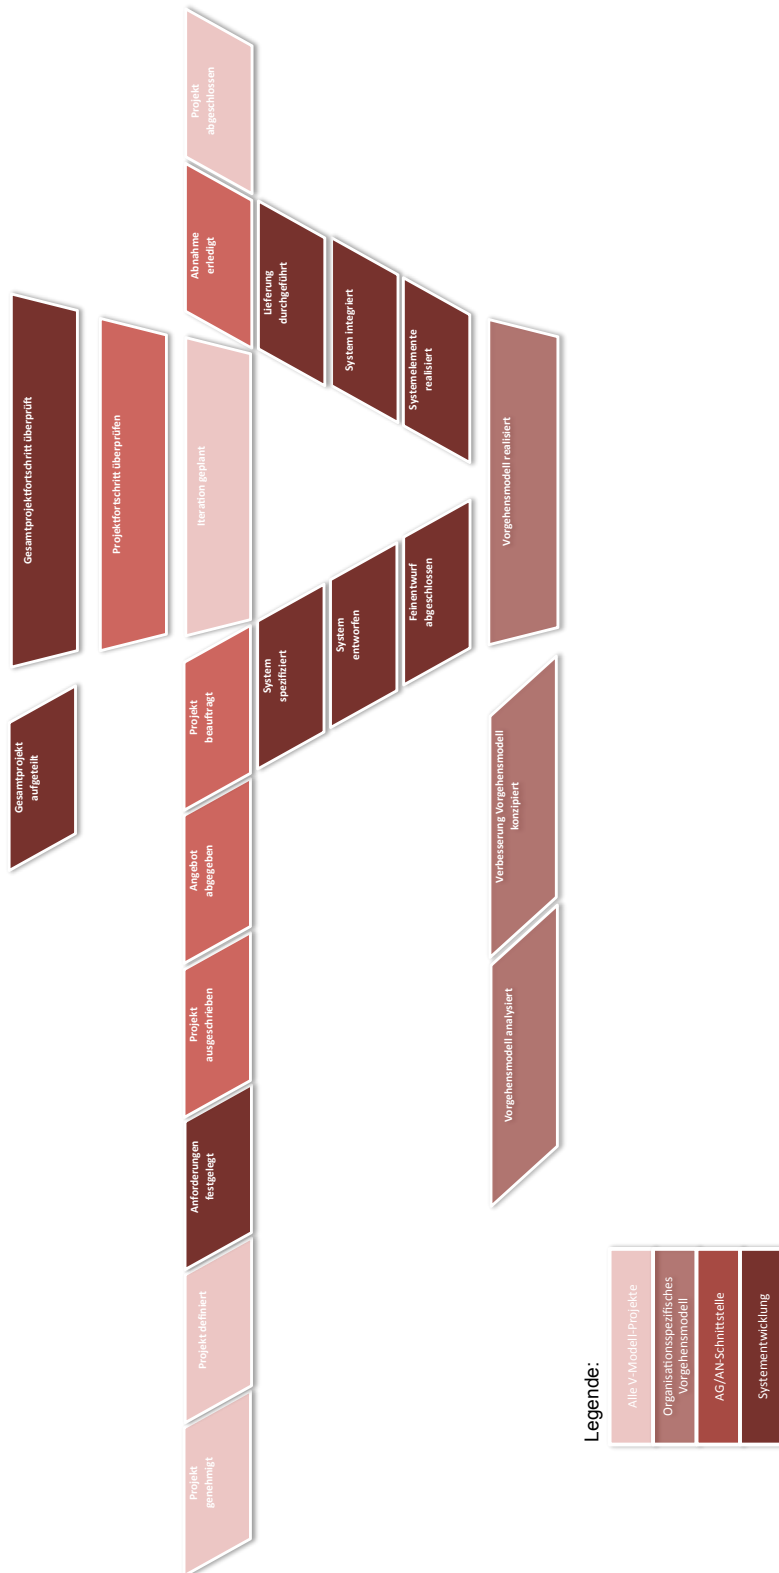 Gesamtprojekt
aufgeteilt
Gesamtprojektfortschritt überprüft
Projektfortschritt überprüfen
Projekt
genehmigt
Projekt definiert
Anforderungen
festgelegt
Projekt
ausgeschrieben
Angebot
abgegeben
Projekt
beauftragt
Iteration geplant
Abnahme
erledigt
Projekt
abgeschlossen
System
spezifiziert
Lieferung
durchgeführt
System
entworfen
System integriert
Feinentwurf
abgeschlossen
Systemelemente
realisiert
Vorgehensmodell analysiert
Verbesserung Vorgehensmodell
konzipiert
Vorgehensmodell realisiert
Legende:
Alle V-Modell-Projekte
Organisationsspezifisches
Vorgehensmodell
AG/AN-Schnittstelle
Systementwicklung